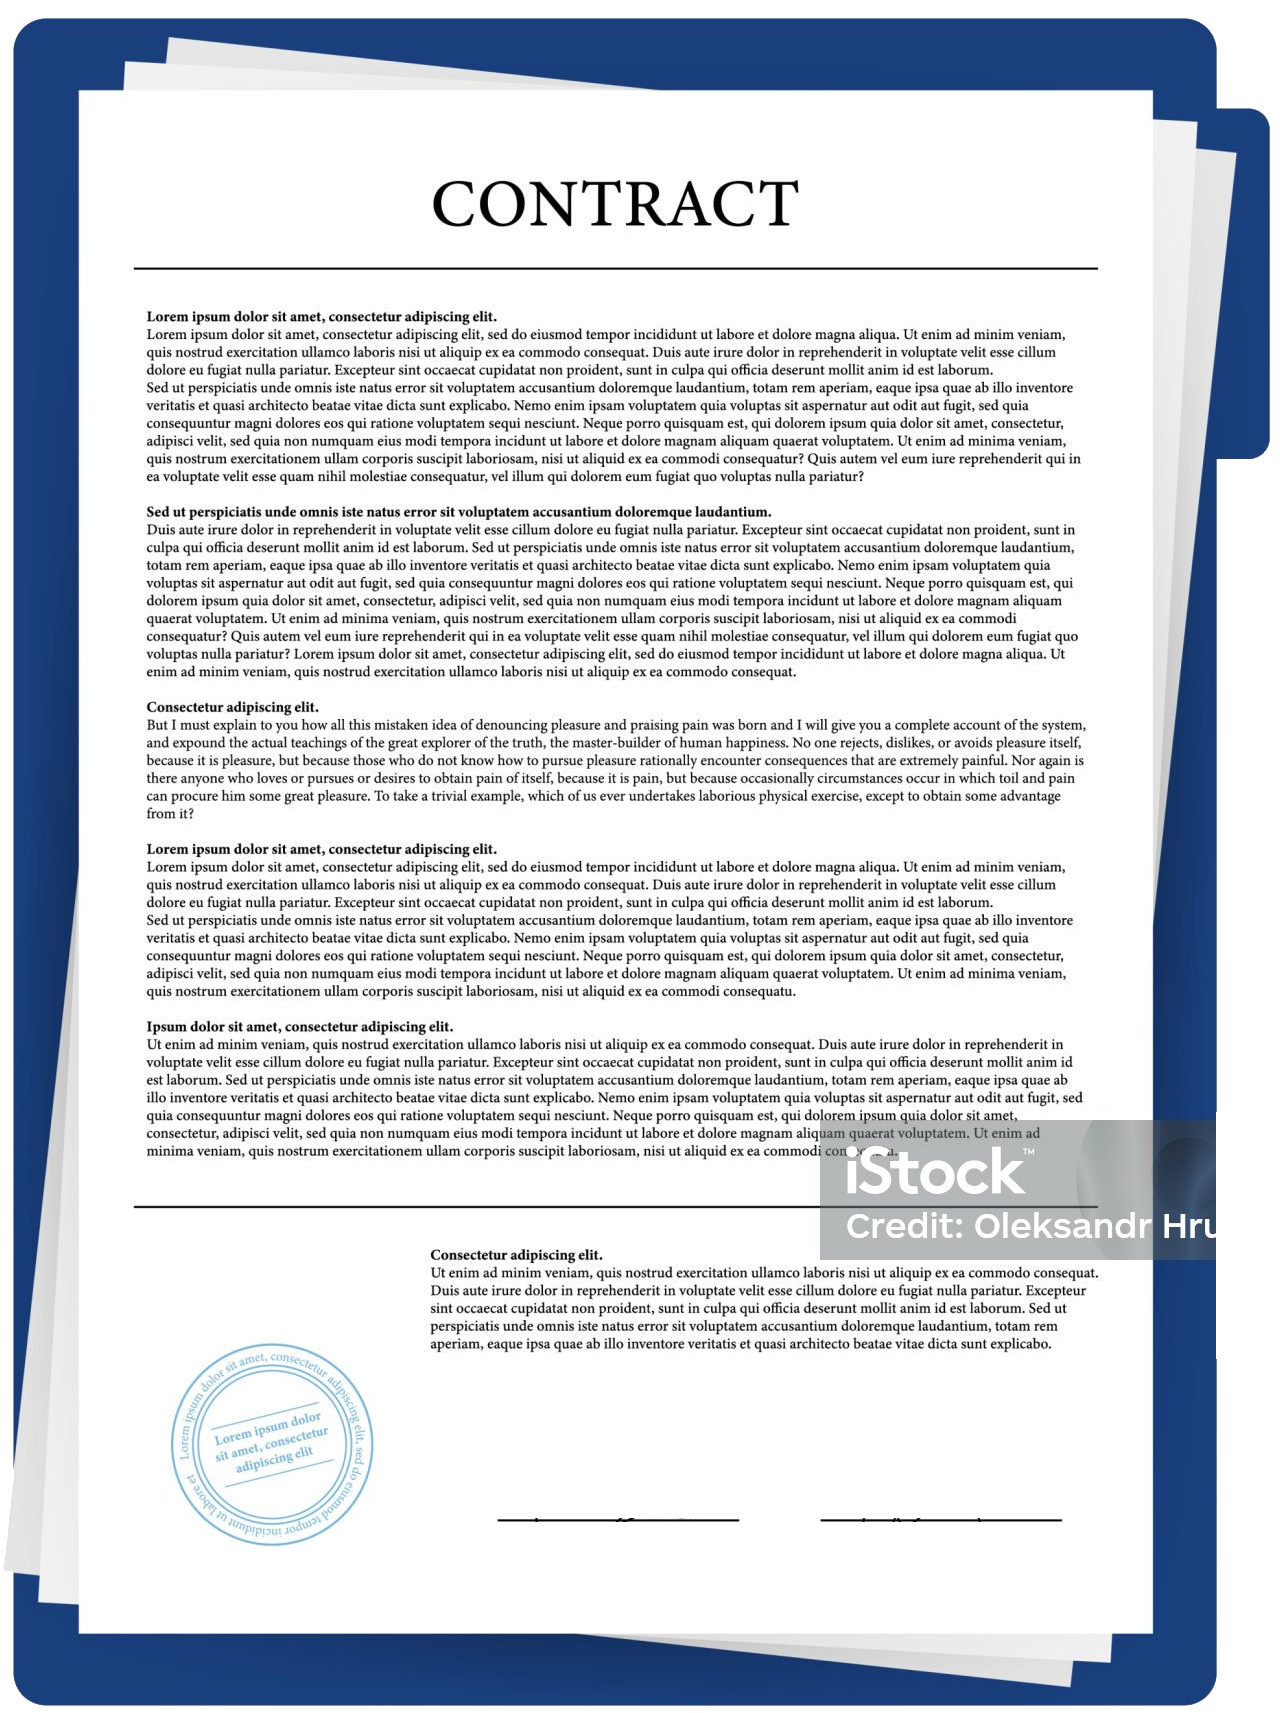 CONTRACT
Lorem ipsum dolor sit amet, consectetur adipiscing elit.
Lorem ipsum dolor sit amet, consectetur adipiscing elit, sed do eiusmod tempor incididunt ut labore et dolore magna aliqua. Ut enim ad minim veniam,
quis nostrud exercitation ullamco laboris nisi ut aliquip ex ea commodo consequat. Duis aute irure dolor in reprehenderit in voluptate velit esse cillum
dolore eu fugiat nulla pariatur. Excepteur sint occaecat cupidatat non proident, sunt in culpa qui officia deserunt mollit anim id est laborum.
Sed ut perspiciatis unde omnis iste natus error sit voluptatem accusantium doloremque laudantium, totam rem aperiam, eaque ipsa quae ab illo inventore
veritatis et quasi architecto beatae vitae dicta sunt explicabo. Nemo enim ipsam voluptatem quia voluptas sit aspernatur aut odit aut fugit, sed quia
consequuntur magni dolores eos qui ratione voluptatem sequi nesciunt. Neque porro quisquam est, qui dolorem ipsum quia dolor sit amet, consectetur,
adipisci velit, sed quia non numquam eius modi tempora incidunt ut labore et dolore magnam aliquam quaerat voluptatem. Ut enim ad minima veniam,
quis nostrum exercitationem ullam corporis suscipit laboriosam, nisi ut aliquid ex ea commodi consequatur? Quis autem vel eum iure reprehenderit qui in
ea voluptate velit esse quam nihil molestiae consequatur, vel illum qui dolorem eum fugiat quo voluptas nulla pariatur?
Sed ut perspiciatis unde omnis iste natus error sit voluptatem accusantium doloremque laudantium.
Duis aute irure dolor in reprehenderit in voluptate velit esse cillum dolore eu fugiat nulla pariatur. Excepteur sint occaecat cupidatat non proident, sunt in
culpa qui officia deserunt mollit anim id est laborum. Sed ut perspiciatis unde omnis iste natus error sit voluptatem accusantium doloremque laudantium,
totam rem aperiam, eaque ipsa quae ab illo inventore veritatis et quasi architecto beatae vitae dicta sunt explicabo. Nemo enim ipsam voluptatem quia
voluptas sit aspernatur aut odit aut fugit, sed quia consequuntur magni dolores eos qui ratione voluptatem sequi nesciunt. Neque porro quisquam est, qui
dolorem ipsum quia dolor sit amet, consectetur, adipisci velit, sed quia non numquam eius modi tempora incidunt ut labore et dolore magnam aliquam
quaerat voluptatem. Ut enim ad minima veniam, quis nostrum exercitationem ullam corporis suscipit laboriosam, nisi ut aliquid ex ea commodi
consequatur? Quis autem vel eum iure reprehenderit qui in ea voluptate velit esse quam nihil molestiae consequatur, vel illum qui dolorem eum fugiat quo
voluptas nulla pariatur? Lorem ipsum dolor sit amet, consectetur adipiscing elit, sed do eiusmod tempor incididunt ut labore et dolore magna aliqua. Ut
enim ad minim veniam, quis nostrud exercitation ullamco laboris nisi ut aliquip ex ea commodo consequat.
Consectetur adipiscing elit.
But I must explain to you how all this mistaken idea of denouncing pleasure and praising pain was born and I will give you a complete account of the system,
and expound the actual teachings of the great explorer of the truth, the master-builder of human happiness. No one rejects, dislikes, or avoids pleasure itself,
because it is pleasure, but because those who do not know how to pursue pleasure rationally encounter consequences that are extremely painful. Nor again is
there anyone who loves or pursues or desires to obtain pain of itself, because it is pain, but because occasionally circumstances occur in which toil and pain
can procure him some great pleasure. To take a trivial example, which of us ever undertakes laborious physical exercise, except to obtain some advantage
from it?
Lorem ipsum dolor sit amet, consectetur adipiscing elit.
Lorem ipsum dolor sit amet, consectetur adipiscing elit, sed do eiusmod tempor incididunt ut labore et dolore magna aliqua. Ut enim ad minim veniam,
quis nostrud exercitation ullamco laboris nisi ut aliquip ex ea commodo consequat. Duis aute irure dolor in reprehenderit in voluptate velit esse cillum
dolore eu fugiat nulla pariatur. Excepteur sint occaecat cupidatat non proident, sunt in culpa qui officia deserunt mollit anim id est laborum.
Sed ut perspiciatis unde omnis iste natus error sit voluptatem accusantium doloremque laudantium, totam rem aperiam, eaque ipsa quae ab illo inventore
veritatis et quasi architecto beatae vitae dicta sunt explicabo. Nemo enim ipsam voluptatem quia voluptas sit aspernatur aut odit aut fugit, sed quia
consequuntur magni dolores eos qui ratione voluptatem sequi nesciunt. Neque porro quisquam est, qui dolorem ipsum quia dolor sit amet, consectetur,
adipisci velit, sed quia non numquam eius modi tempora incidunt ut labore et dolore magnam aliquam quaerat voluptatem. Ut enim ad minima veniam,
quis nostrum exercitationem ullam corporis suscipit laboriosam, nisi ut aliquid ex ea commodi consequatu.
Ipsum dolor sit amet, consectetur adipiscing elit.
Ut enim ad minim veniam, quis nostrud exercitation ullamco laboris nisi ut aliquip ex ea commodo consequat. Duis aute irure dolor in reprehenderit in
voluptate velit esse cillum dolore eu fugiat nulla pariatur. Excepteur sint occaecat cupidatat non proident, sunt in culpa qui officia deserunt mollit anim id
est laborum. Sed ut perspiciatis unde omnis iste natus error sit voluptatem accusantium doloremque laudantium, totam rem aperiam, eaque ipsa quae ab
illo inventore veritatis et quasi architecto beatae vitae dicta sunt explicabo. Nemo enim ipsam voluptatem quia voluptas sit aspernatur aut odit aut fugit, sed
quia consequuntur magni dolores eos qui ratione voluptatem sequi nesciunt. Neque porro quisquam est, qui dolorem ipsum quia dolor sit amet,
consectetur, adipisci velit, sed quia non numquam eius modi tempora incidunt ut labore et dolore magnam aliquam quaerat voluptatem. Ut enim ad
minima veniam, quis nostrum exercitationem ullam corporis suscipit laboriosam, nisi ut aliquid ex ea commodi
iStock™
Credit: Oleksandr Hru
Consectetur adipiscing elit.
Ut enim ad minim veniam, quis nostrud exercitation ullamco laboris nisi ut aliquip ex ea commodo consequat.
Duis aute irure dolor in reprehenderit in voluptate velit esse cillum dolore eu fugiat nulla pariatur. Excepteur
sint occaecat cupidatat non proident, sunt in culpa qui officia deserunt mollit anim id est laborum. Sed ut
perspiciatis unde omnis iste natus error sit voluptatem accusantium doloremque laudantium, totam rem
aperiam, eaque ipsa quae ab illo inventore veritatis et quasi architecto beatae vitae dicta sunt explicabo.
Lorem ipsum dolor sit amet, consectetur adipiscing elit, sed do eiusmod tempor incididunt ut labore et
Lorem ipsum dolor
sit amet, consectetur
adipiscing elit